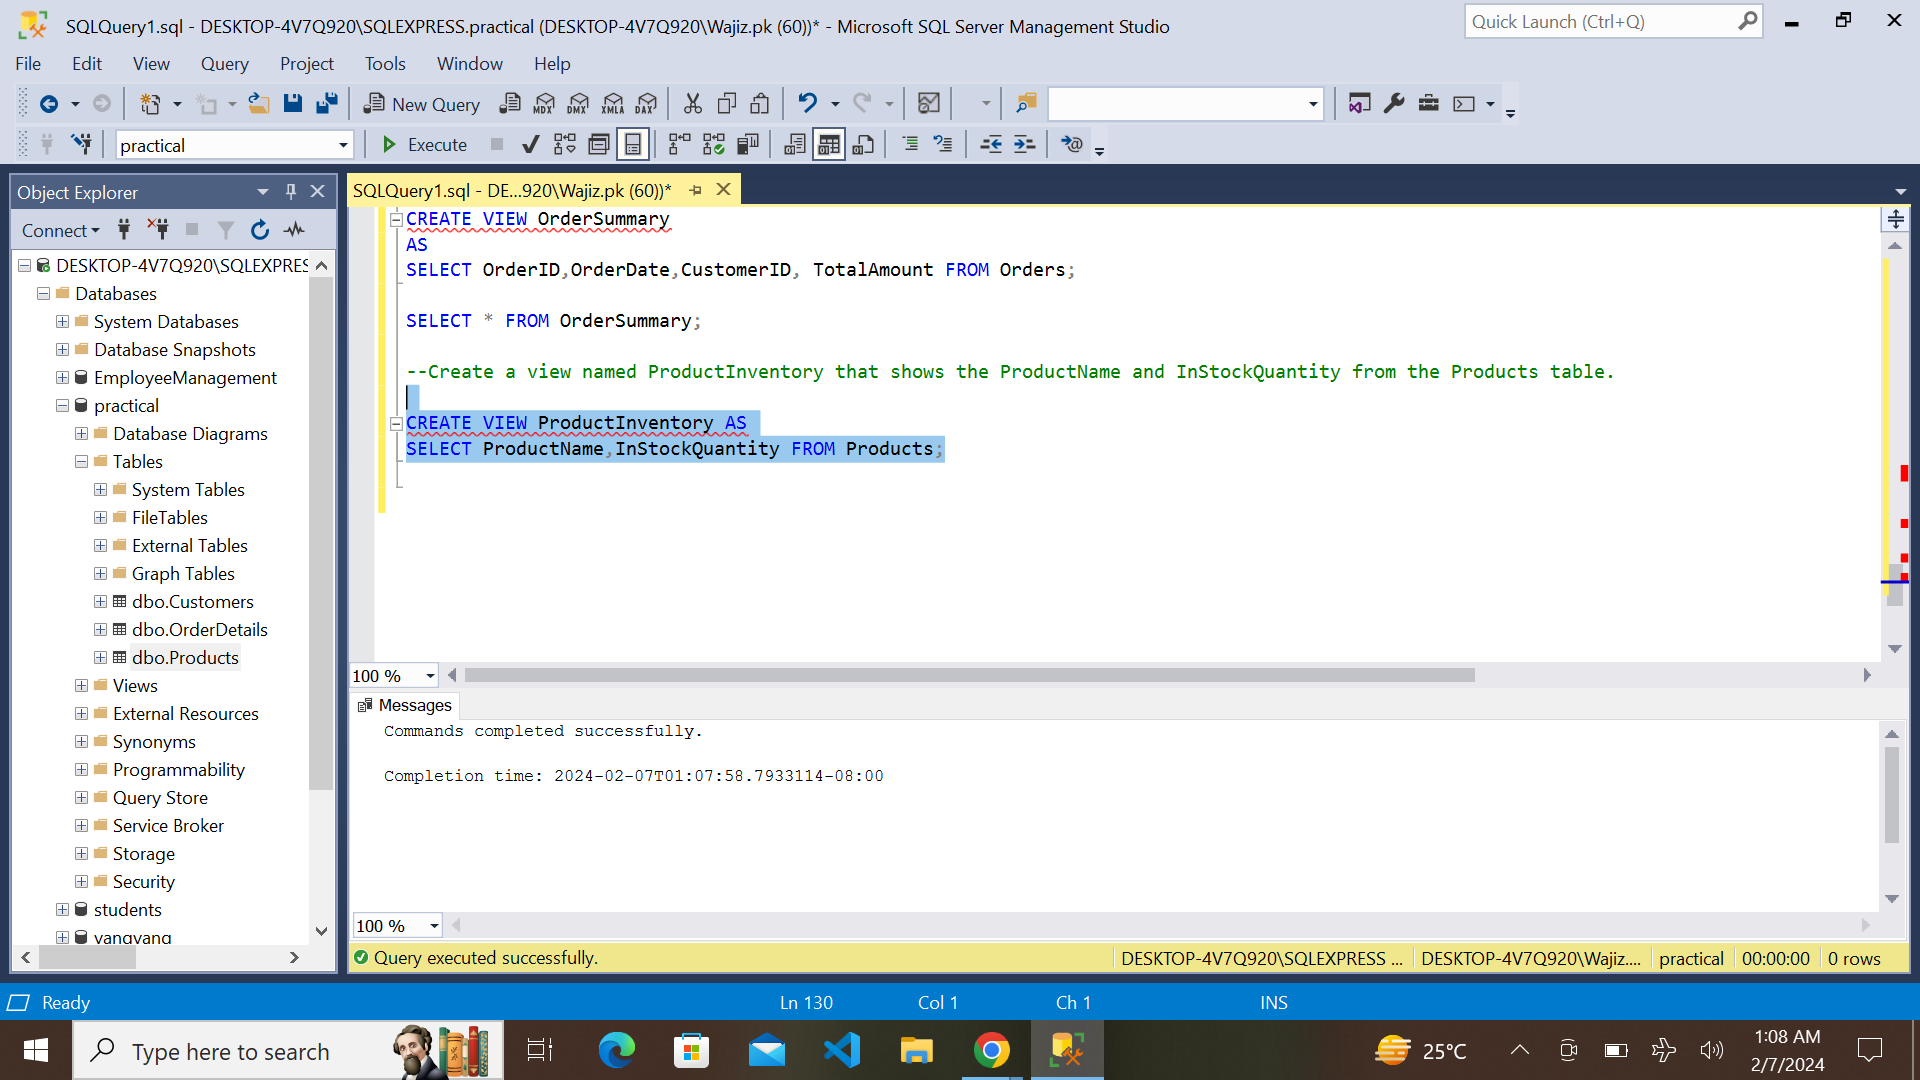 SQLQuery1.sql - DESKTOP-4V7Q920\SQLEXPRESS.practical (DESKTOP-4V7Q920\Wajiz.pk (60))* - Microsoft SQL Server Management Studio
Quick Launch (Ctrl+Q)
File Edit View Query Project Tools Window Help
New Query MDX DMX XMLA DAX
practical Execute
Object Explorer
Connect
DESKTOP-4V7Q920\SQLEXPRES
Databases
System Databases
Database Snapshots
EmployeeManagement
practical
Database Diagrams
Tables
System Tables
FileTables
External Tables
Graph Tables
dbo.Customers
dbo.OrderDetails
dbo.Products
Views
External Resources
Synonyms
Programmability
Query Store
Service Broker
Storage
Security
students
yangyang
SQLQuery1.sql - DE...920\Wajiz.pk (60))*
CREATE VIEW OrderSummary
AS
SELECT OrderID,OrderDate,CustomerID, TotalAmount FROM Orders;
SELECT * FROM OrderSummary;
--Create a view named ProductInventory that shows the ProductName and InStockQuantity from the Products table.
CREATE VIEW ProductInventory AS
SELECT ProductName,InStockQuantity FROM Products;
100 %
Messages
Commands completed successfully.
Completion time: 2024-02-07T01:07:58.7933114-08:00
100 %
Query executed successfully. DESKTOP-4V7Q920\SQLEXPRESS ... DESKTOP-4V7Q920\Wajiz.... practical 00:00:00 0 rows
Ready Ln 130 Col 1 Ch 1 INS
Type here to search
25°C
1:08 AM
2/7/2024